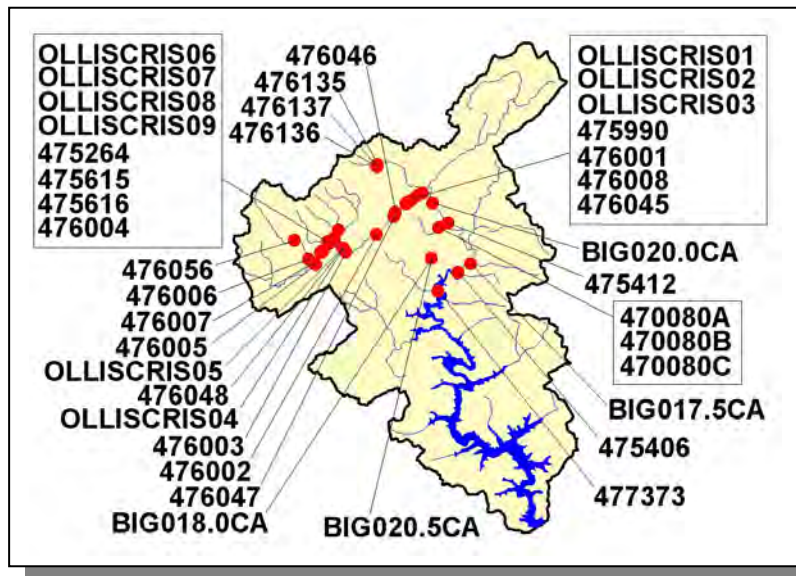 OLLISCRIS06
OLLISCRIS07
OLLISCRIS08
OLLISCRIS09
475264
475615
475616
476004
476046
476135
476137
476136
OLLISCRIS01
OLLISCRIS02
OLLISCRIS03
475990
476001
476008
476045
BIG020.0CA
475412
470080A
470080B
470080C
BIG017.5CA
475406
477373
476056
476006
476007
476005
OLLISCRIS05
476048
OLLISCRIS04
476003
476002
476047
BIG018.0CA
BIG020.5CA